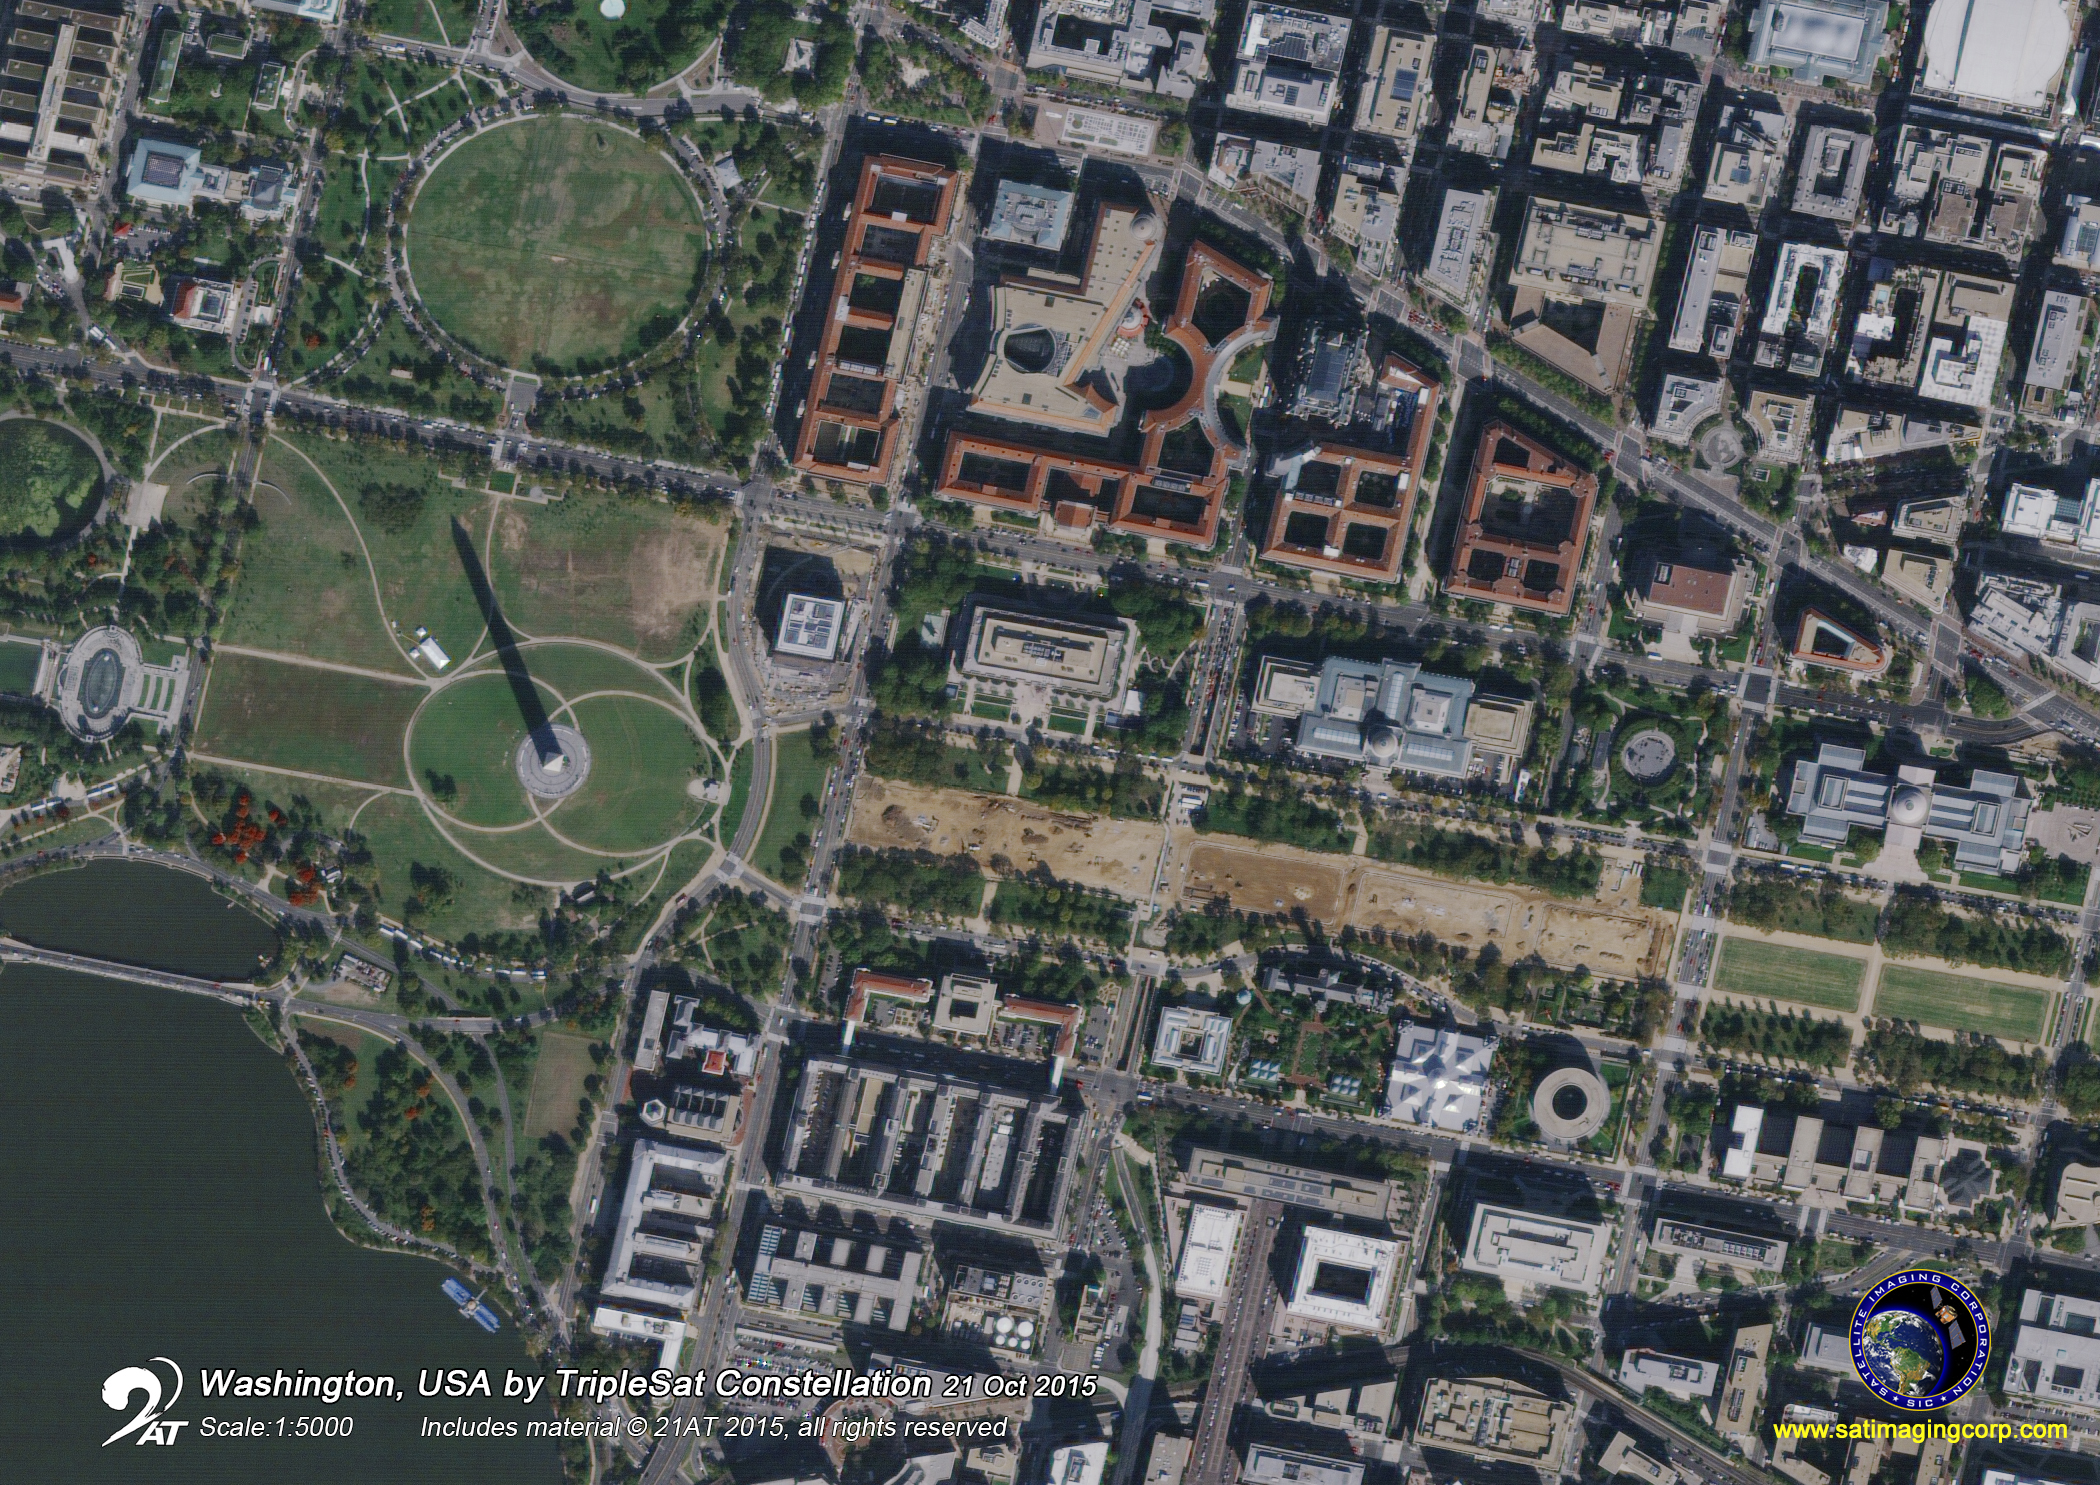 Washington, USA by TripleSat Constellation 21 Oct 2015
Scale:1:5000 Includes material © 21AT 2015, all rights reserved
21AT
SATELLITE IMAGING CORPORATION
★ SIC ★
www.satimagingcorp.com